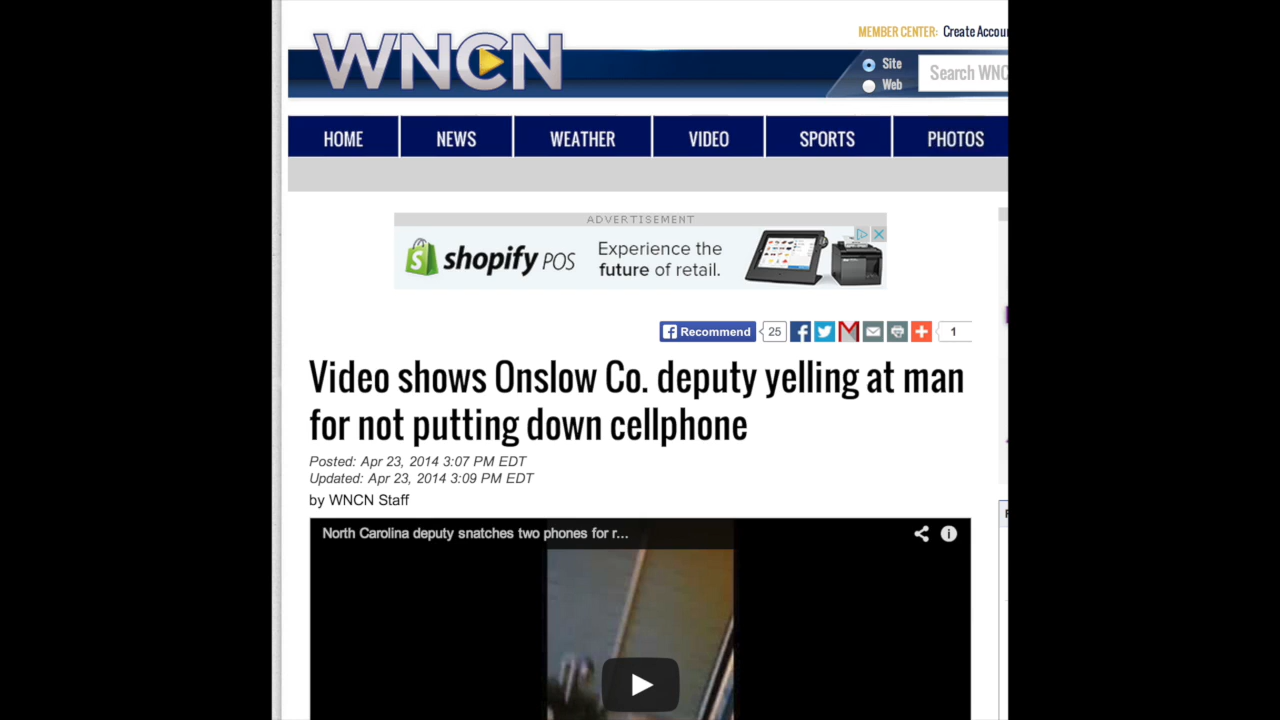 MEMBER CENTER: Create Accou
WNCN
Site
Web
Search WNC
HOME NEWS WEATHER VIDEO SPORTS PHOTOS
ADVERTISEMENT
shopify POS
Experience the
future of retail.
Recommend 25 1
Video shows Onslow Co. deputy yelling at man
for not putting down cellphone
Posted: Apr 23, 2014 3:07 PM EDT
Updated: Apr 23, 2014 3:09 PM EDT
by WNCN Staff
North Carolina deputy snatches two phones for r...